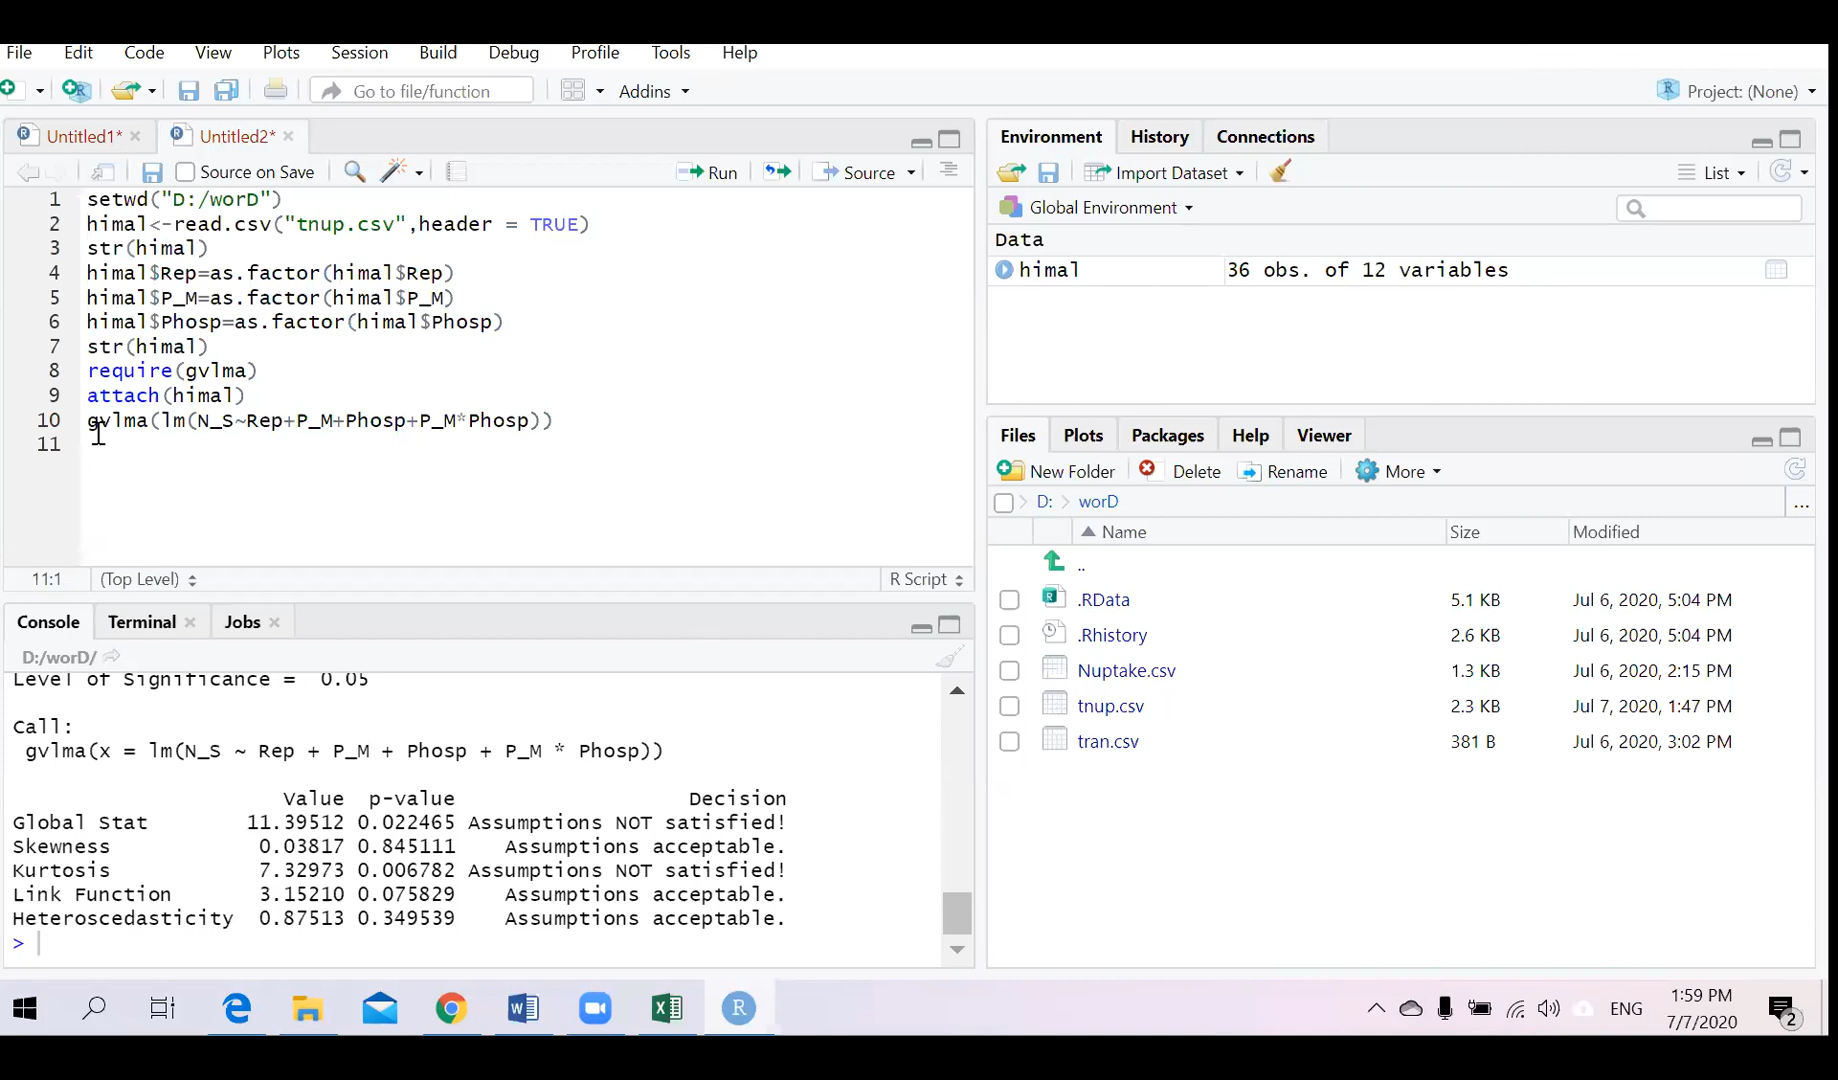 File Edit Code View Plots Session Build Debug Profile Tools Help
Go to file/function Addins Project: (None)
Untitled1* Untitled2*
Source on Save Run Source
1 setwd("D:/worD")
2 himal<-read.csv("tnup.csv",header = TRUE)
3 str(himal)
4 himal$Rep=as.factor(himal$Rep)
5 himal$P_M=as.factor(himal$P_M)
6 himal$Phosp=as.factor(himal$Phosp)
7 str(himal)
8 require(gvlma)
9 attach(himal)
10 gvlma(lm(N_S~Rep+P_M+Phosp+P_M*Phosp))
11
11:1 (Top Level) R Script
Console Terminal Jobs
D:/worD/
Level of Significance = 0.05
Call:
gvlma(x = lm(N_S ~ Rep + P_M + Phosp + P_M * Phosp))
Value p-value Decision
Global Stat 11.39512 0.022465 Assumptions NOT satisfied!
Skewness 0.03817 0.845111 Assumptions acceptable.
Kurtosis 7.32973 0.006782 Assumptions NOT satisfied!
Link Function 3.15210 0.075829 Assumptions acceptable.
Heteroscedasticity 0.87513 0.349539 Assumptions acceptable.
>
Environment History Connections
Import Dataset List
Global Environment
Data
himal 36 obs. of 12 variables
Files Plots Packages Help Viewer
New Folder Delete Rename More
D: worD ...
Name Size Modified
..
.RData 5.1 KB Jul 6, 2020, 5:04 PM
.Rhistory 2.6 KB Jul 6, 2020, 5:04 PM
Nuptake.csv 1.3 KB Jul 6, 2020, 2:15 PM
tnup.csv 2.3 KB Jul 7, 2020, 1:47 PM
tran.csv 381 B Jul 6, 2020, 3:02 PM
ENG 1:59 PM
7/7/2020 2